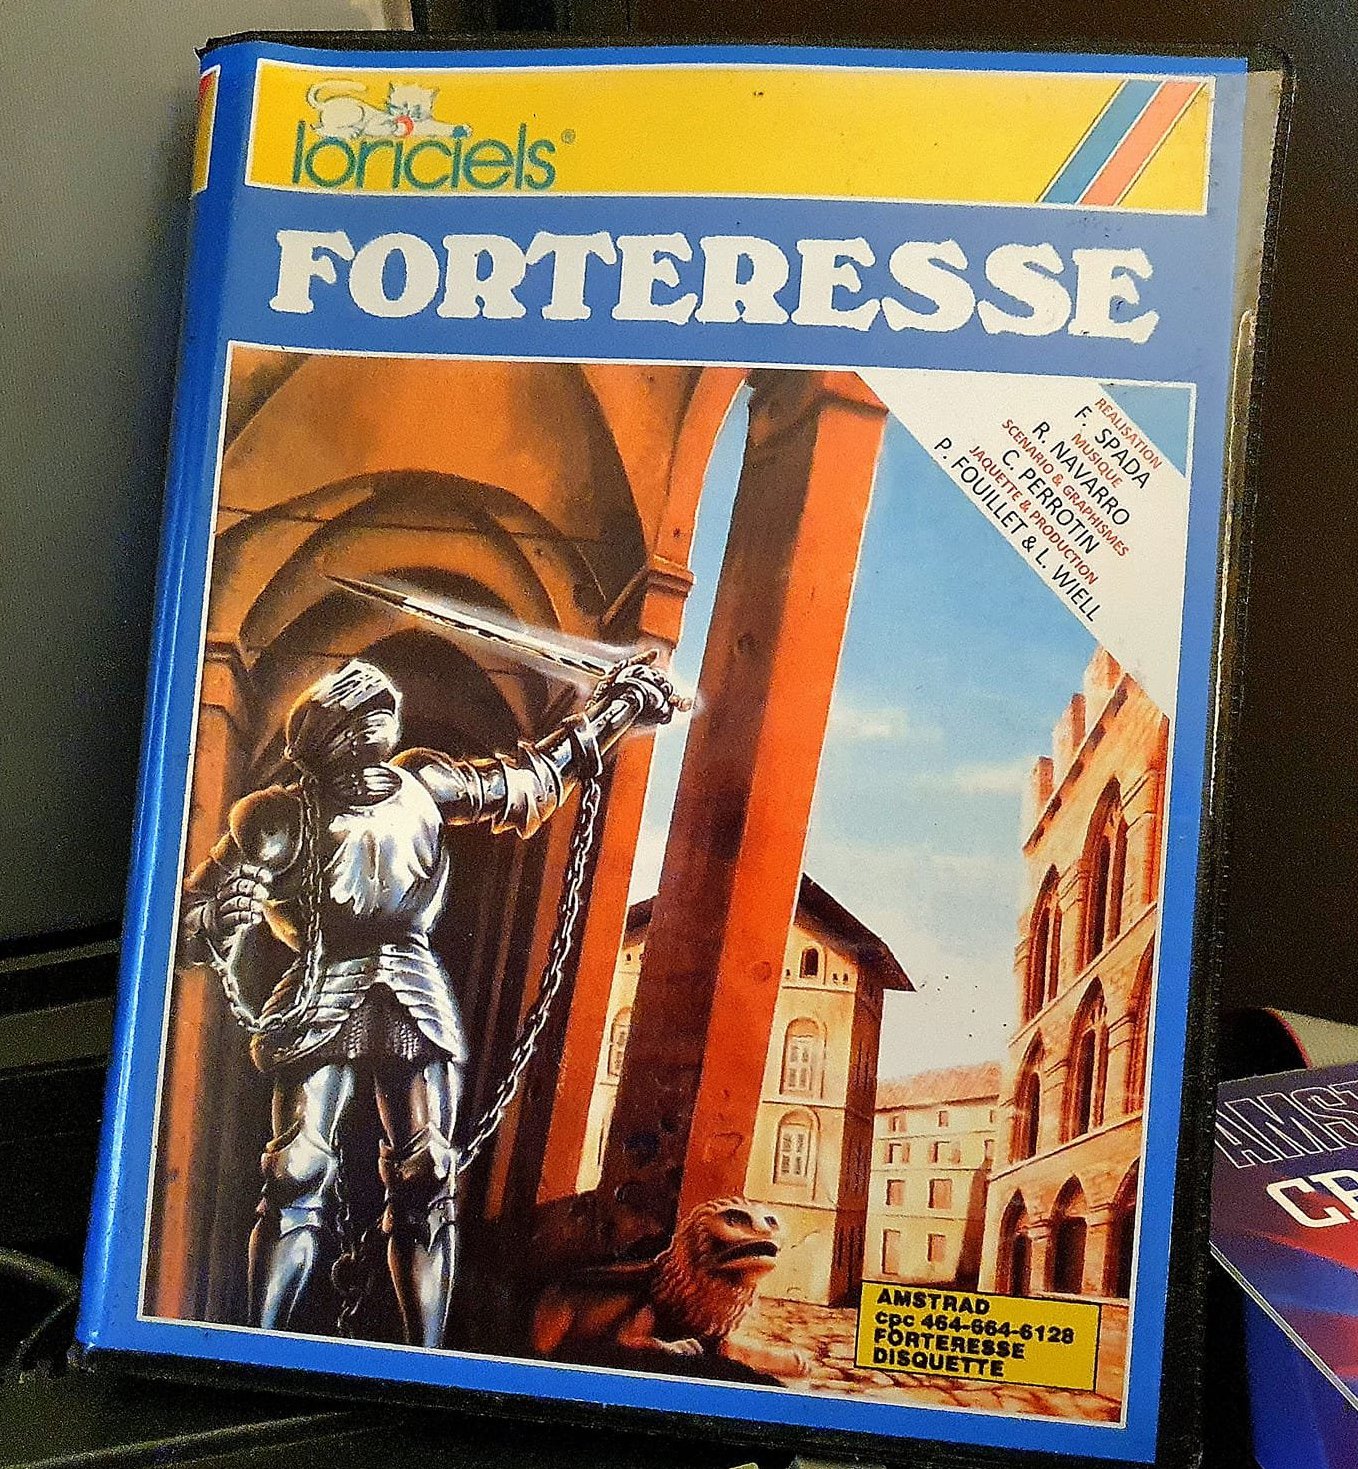 loriciels®
FORTERESSE
REALISATION
F. SPADA
MUSIQUE
R. NAVARRO
SCENARIO & GRAPHISMES
C. PERROTIN
JAQUETTE & PRODUCTION
P. FOUILLET & L. WIELL
AMSTRAD
cpc 464-664-6128
FORTERESSE
DISQUETTE
AMST